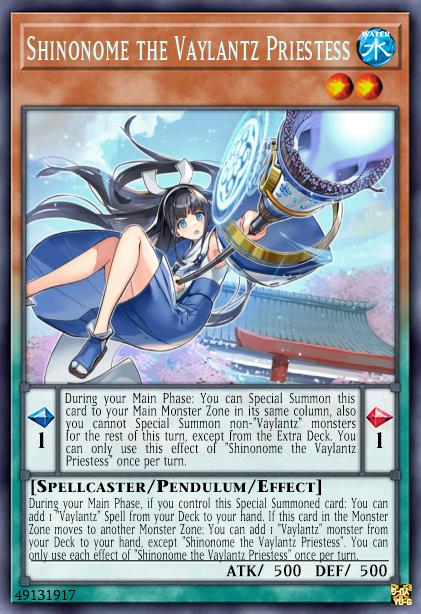 Shinonome the Vaylantz Priestess
WATER
水
During your Main Phase: You can Special Summon this
card to your Main Monster Zone in its same column, also
you cannot Special Summon non-"Vaylantz" monsters
for the rest of this turn, except from the Extra Deck. You
can only use this effect of "Shinonome the Vaylantz
Priestess" once per turn.
1
1
[Spellcaster/Pendulum/Effect]
During your Main Phase, if you control this Special Summoned card: You can
add 1 "Vaylantz" Spell from your Deck to your hand. If this card in the Monster
Zone moves to another Monster Zone: You can add 1 "Vaylantz" monster from
your Deck to your hand, except "Shinonome the Vaylantz Priestess". You can
only use each effect of "Shinonome the Vaylantz Priestess" once per turn.
ATK/ 500 DEF/ 500
49131917